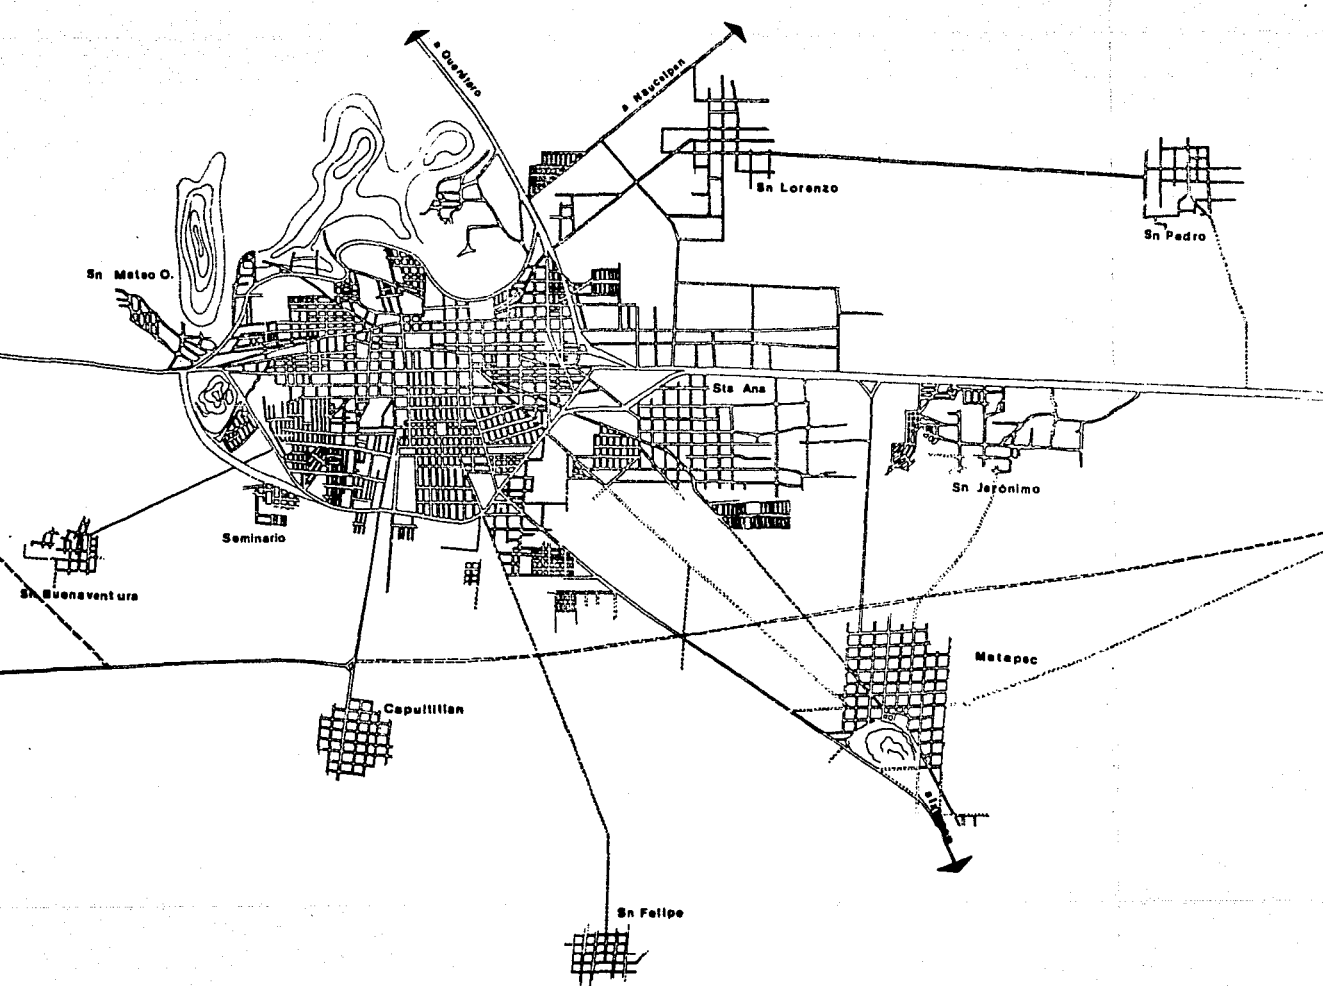 a Querétaro
a Naucalpan
Sn Lorenzo
Sn Pedro
Sn Mateo O.
Sta Ana
Sn Jerónimo
Seminario
Sn Buenaventura
Metepec
Capultitlan
Sn Felipe